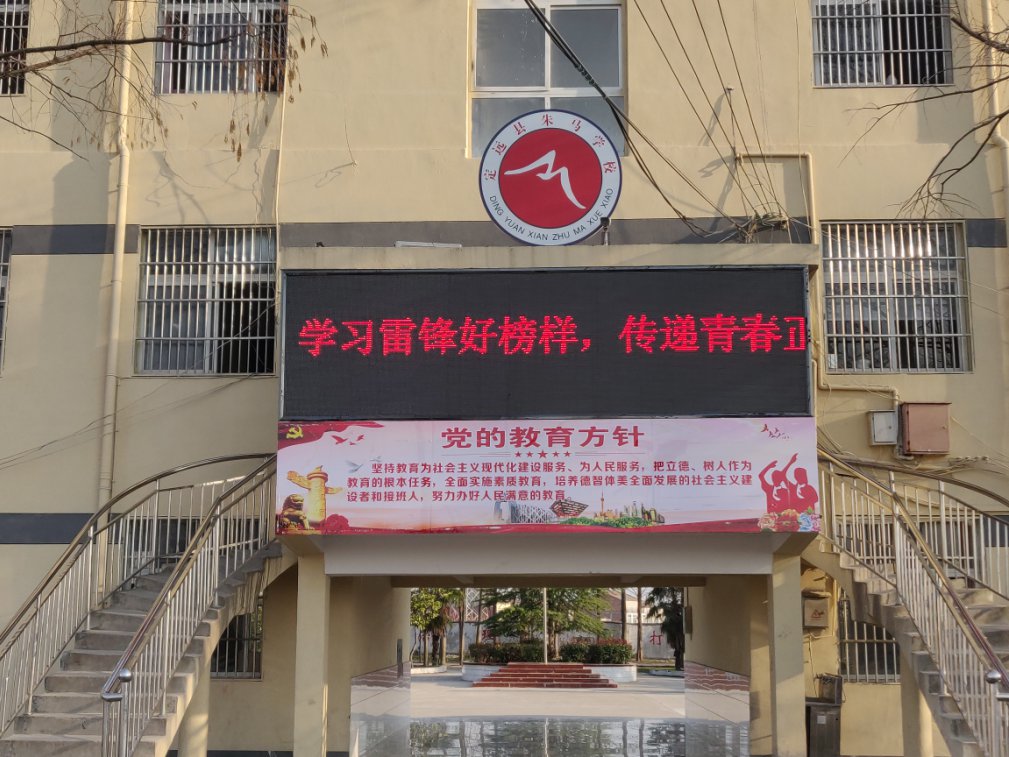 定远县朱马学校
DING YUAN XIAN ZHU MA XUE XIAO
学习雷锋好榜样，传递青春正
党的教育方针
坚持教育为社会主义现代化建设服务、为人民服务，把立德、树人作为
教育的根本任务，全面实施素质教育，培养德智体美全面发展的社会主义建
设者和接班人，努力办好人民满意的教育
打